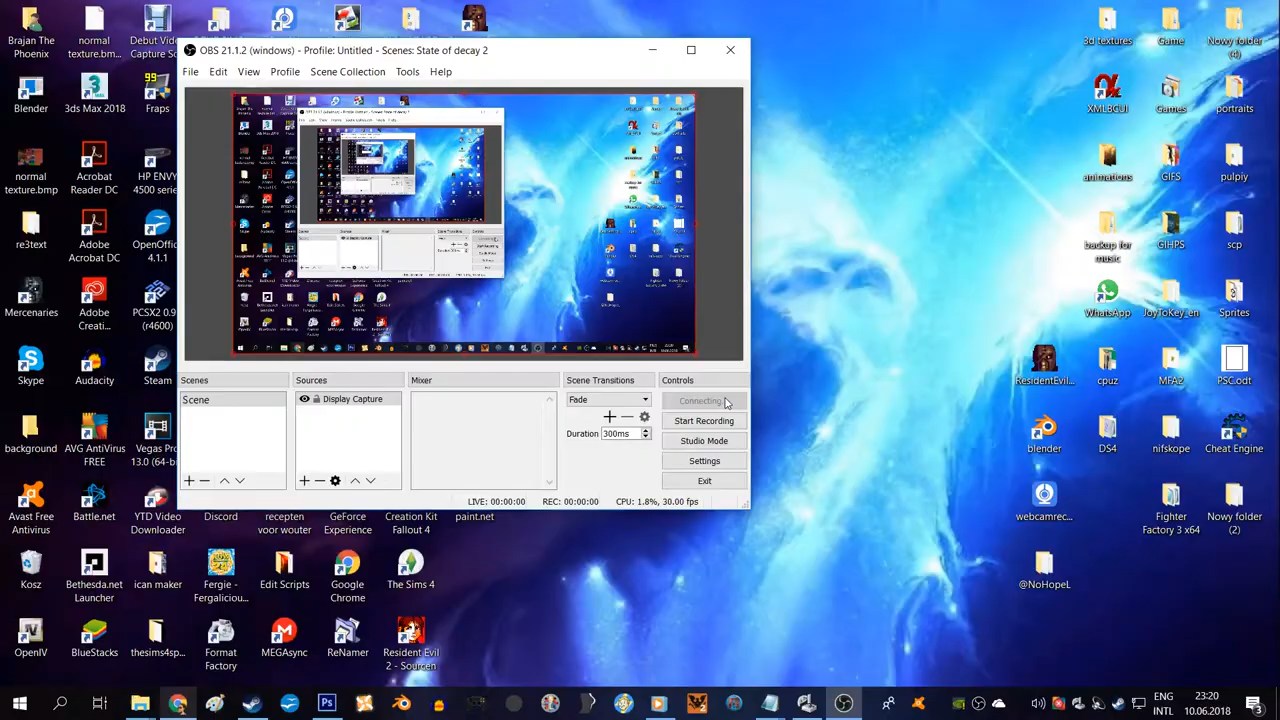 Brajan The
Phoenix
normal
texture.bm...
Debut Video
Capture So
3d textures
Game
Nowy folder
(4)
OBS 21.1.2 (windows) - Profile: Untitled - Scenes: State of decay 2
File Edit View Profile Scene Collection Tools Help
Blender
3ds Max 2018
99
Fraps
XMLBCUI
Games
cheats
normal
texture.bmp
Acrobat
Reader DC
HP ENVY
4500 serie
animations
GIFS
pulpiy
re3text
Adobe
Acrobat DC
OpenOffi
4.1.1
backup for
music
GIHPS
scp
Mercenaries
Adobe
Creati...
PCSX2 0.9
(r4600)
WhatsApp
JoyToKey_en
Sprites
Skype
Audacity
Steam
ResidentEvil...
cpuz
MFA2
PSC.odt
Scenes
Sources
Mixer
Scene Transitions
Controls
Scene
Display Capture
Fade
Connecting...
Start Recording
Duration 300ms
Studio Mode
Settings
Exit
background
AVG AntiVirus
FREE
Vegas Pro
13.0 (64-b
blender
DS4
nifskope
Cheat Engine
LIVE: 00:00:00
REC: 00:00:00
CPU: 1.8%, 30.00 fps
Avast Free
Antivirus
Battle.net
YTD Video
Downloader
Discord
recepten
voor wouter
GeForce
Experience
Creation Kit
Fallout 4
paint.net
webcamrec...
Fighter
Factory 3 x64
Nowy folder
(2)
Kosz
Bethesda.net
Launcher
ican maker
Fergie -
Fergaliciou...
Edit Scripts
Google
Chrome
The Sims 4
@NoHopeL
OpenIV
BlueStacks
thesims4sp...
Format
Factory
MEGAsync
ReNamer
Resident Evil
2 - Sourcen
Ps
ENG
INTL
23:20
10.06.2018
3